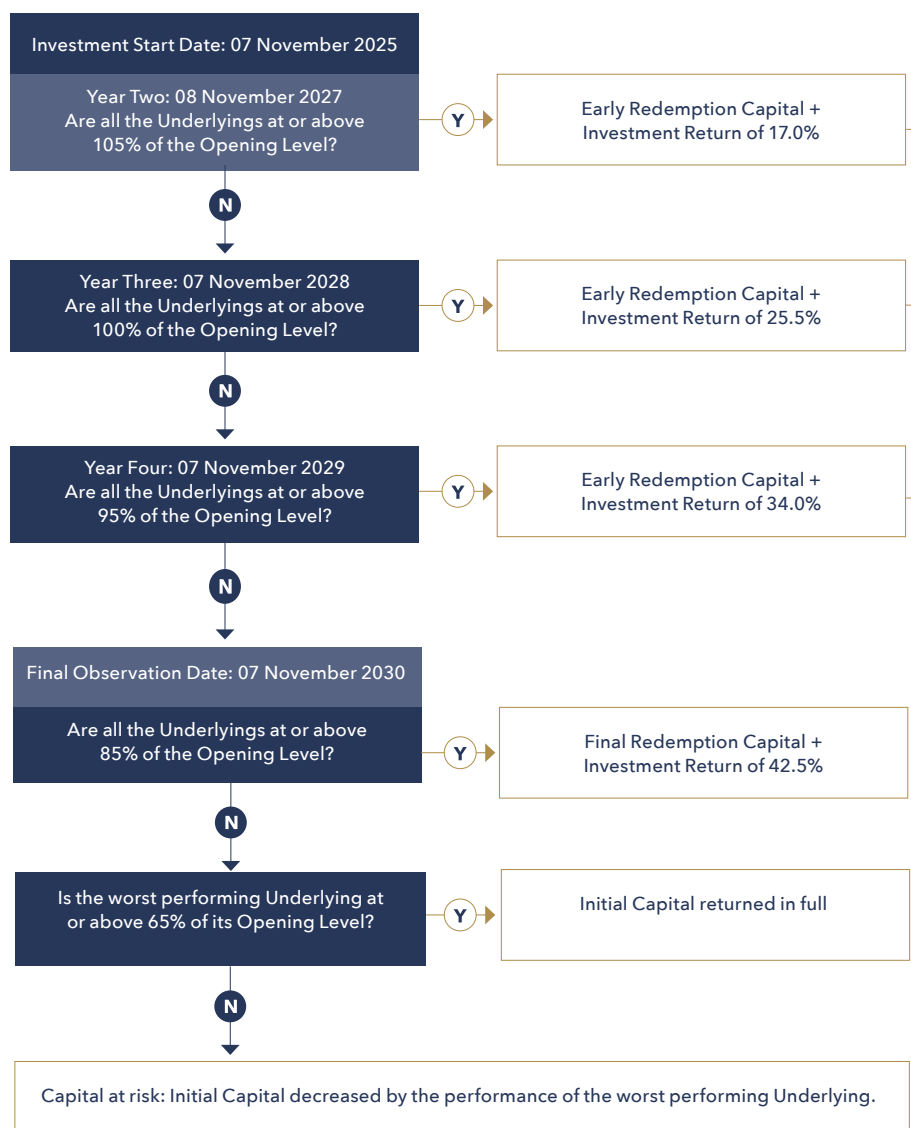 Investment Start Date: 07 November 2025
Year Two: 08 November 2027
Are all the Underlyings at or above
105% of the Opening Level?
Y
Early Redemption Capital +
Investment Return of 17.0%
N
Year Three: 07 November 2028
Are all the Underlyings at or above
100% of the Opening Level?
Y
Early Redemption Capital +
Investment Return of 25.5%
N
Year Four: 07 November 2029
Are all the Underlyings at or above
95% of the Opening Level?
Y
Early Redemption Capital +
Investment Return of 34.0%
N
Final Observation Date: 07 November 2030
Are all the Underlyings at or above
85% of the Opening Level?
Y
Final Redemption Capital +
Investment Return of 42.5%
N
Is the worst performing Underlying at
or above 65% of its Opening Level?
Y
Initial Capital returned in full
N
Capital at risk: Initial Capital decreased by the performance of the worst performing Underlying.